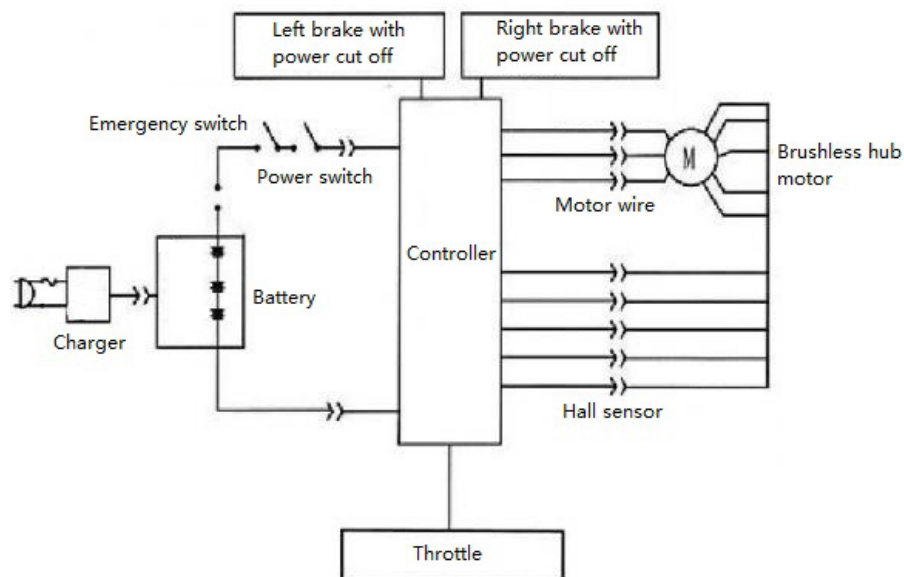 Left brake with
power cut off
Right brake with
power cut off
Emergency switch
Power switch
M
Brushless hub
motor
Motor wire
Controller
Battery
Charger
Hall sensor
Throttle